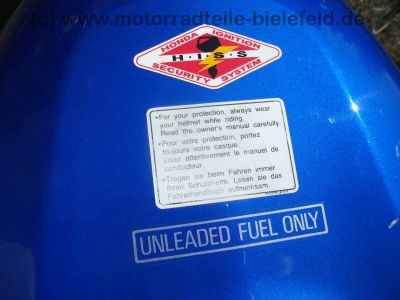 © www.motorradteile-bielefeld.de
HONDA IGNITION
H·I·S·S
SECURITY SYSTEM
•For your protection, always wear
your helmet while riding.
Read the owner's manual carefully.
•Pour votre protection, portez
toujours votre casque.
Lisez attentivement le manuel de
conducteur.
•Tragen sie beim Fahren immer
Ihren Schutzhelm. Lesen Sie das
Fahrerhandbuch aufmerksam.
UNLEADED FUEL ONLY